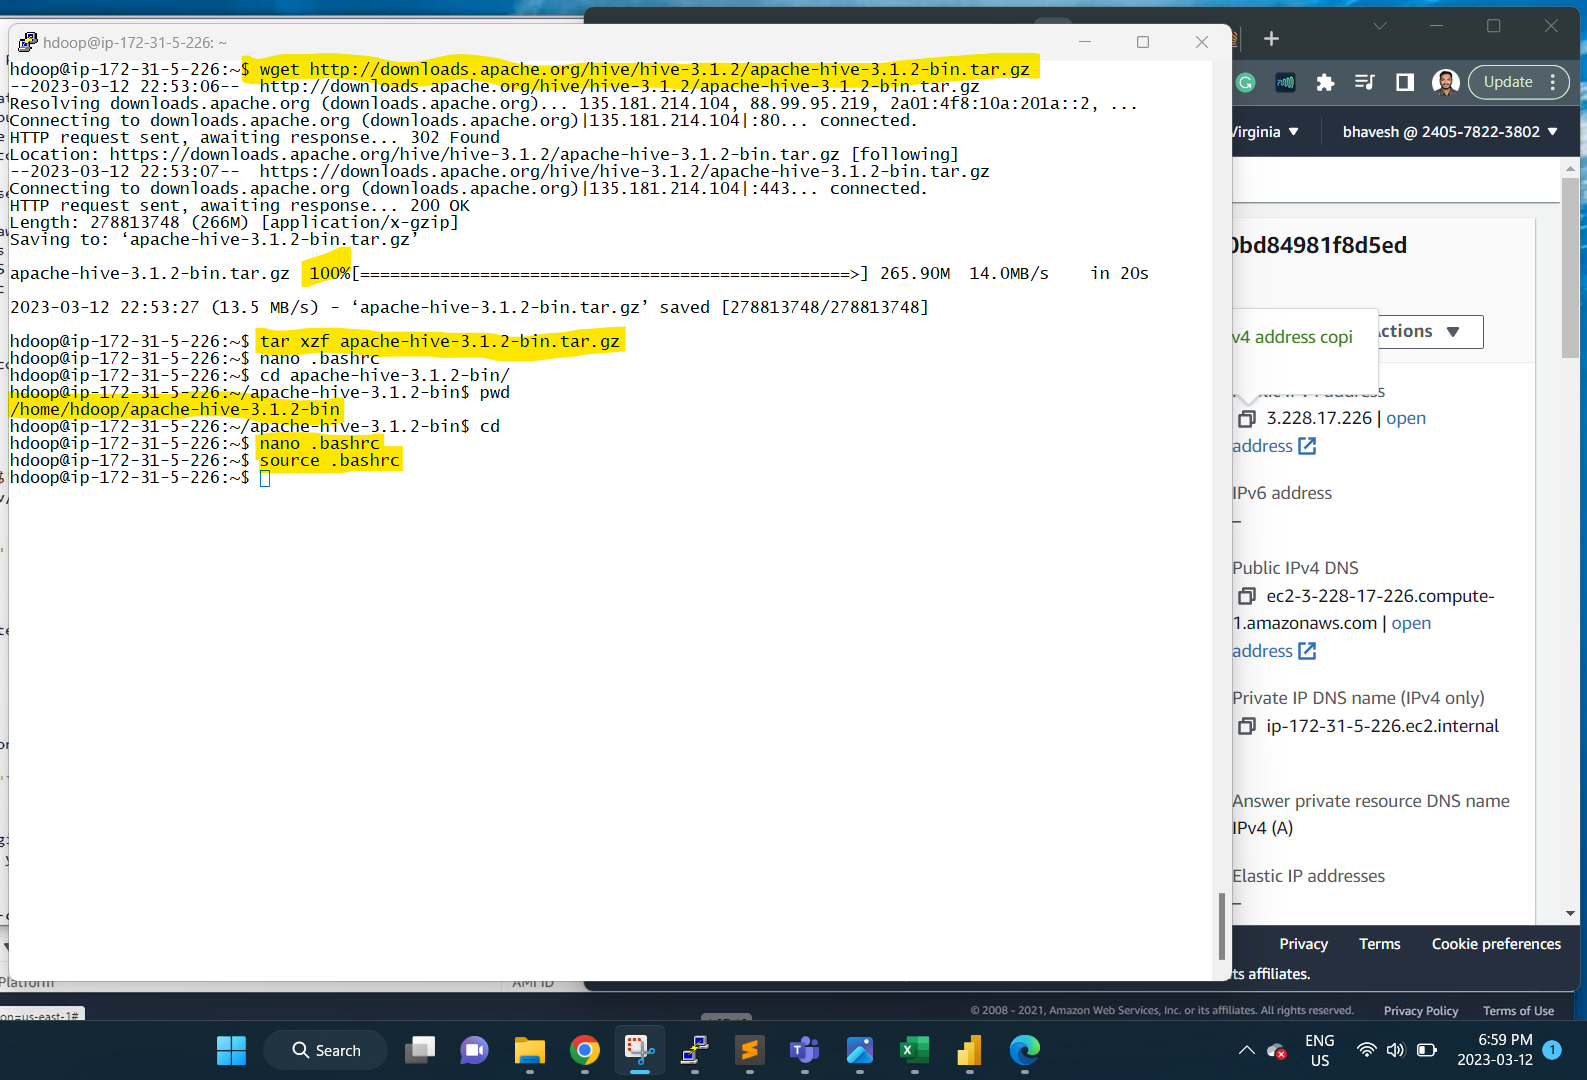 hdoop@ip-172-31-5-226: ~
hdoop@ip-172-31-5-226:~$ wget http://downloads.apache.org/hive/hive-3.1.2/apache-hive-3.1.2-bin.tar.gz
--2023-03-12 22:53:06--  http://downloads.apache.org/hive/hive-3.1.2/apache-hive-3.1.2-bin.tar.gz
Resolving downloads.apache.org (downloads.apache.org)... 135.181.214.104, 88.99.95.219, 2a01:4f8:10a:201a::2, ...
Connecting to downloads.apache.org (downloads.apache.org)|135.181.214.104|:80... connected.
HTTP request sent, awaiting response... 302 Found
Location: https://downloads.apache.org/hive/hive-3.1.2/apache-hive-3.1.2-bin.tar.gz [following]
--2023-03-12 22:53:07--  https://downloads.apache.org/hive/hive-3.1.2/apache-hive-3.1.2-bin.tar.gz
Connecting to downloads.apache.org (downloads.apache.org)|135.181.214.104|:443... connected.
HTTP request sent, awaiting response... 200 OK
Length: 278813748 (266M) [application/x-gzip]
Saving to: ‘apache-hive-3.1.2-bin.tar.gz’
apache-hive-3.1.2-bin.tar.gz 100%[=================================================>] 265.90M 14.0MB/s in 20s
2023-03-12 22:53:27 (13.5 MB/s) - ‘apache-hive-3.1.2-bin.tar.gz’ saved [278813748/278813748]
hdoop@ip-172-31-5-226:~$ tar xzf apache-hive-3.1.2-bin.tar.gz
hdoop@ip-172-31-5-226:~$ nano .bashrc
hdoop@ip-172-31-5-226:~$ cd apache-hive-3.1.2-bin/
hdoop@ip-172-31-5-226:~/apache-hive-3.1.2-bin$ pwd
/home/hdoop/apache-hive-3.1.2-bin
hdoop@ip-172-31-5-226:~/apache-hive-3.1.2-bin$ cd
hdoop@ip-172-31-5-226:~$ nano .bashrc
hdoop@ip-172-31-5-226:~$ source .bashrc
hdoop@ip-172-31-5-226:~$
Update
Virginia
bhavesh @ 2405-7822-3802
0bd84981f8d5ed
v4 address copi
Actions
3.228.17.226 | open
address
IPv6 address
–
Public IPv4 DNS
ec2-3-228-17-226.compute-
1.amazonaws.com | open
address
Private IP DNS name (IPv4 only)
ip-172-31-5-226.ec2.internal
Answer private resource DNS name
IPv4 (A)
Elastic IP addresses
–
Privacy Terms Cookie preferences
ts affiliates.
Platform
AMI ID
on=us-east-1#
© 2008 - 2021, Amazon Web Services, Inc. or its affiliates. All rights reserved. Privacy Policy Terms of Use
Search
ENG
US
6:59 PM
2023-03-12
1